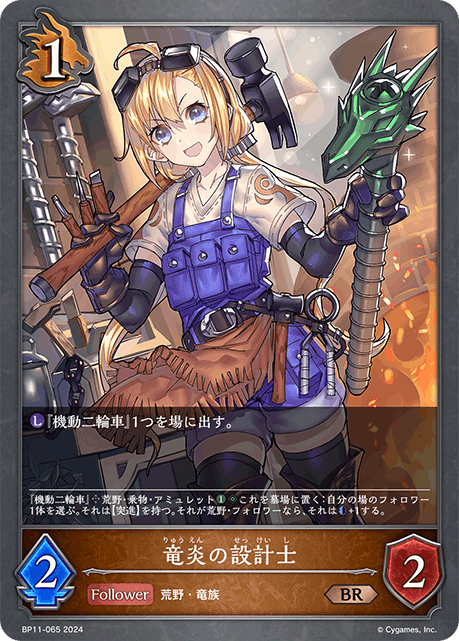 1
L『機動二輪車』1つを場に出す。
『機動二輪車』÷荒野・乗物・アミュレット1◇これを墓場に置く：自分の場のフォロワー
1体を選ぶ。それは【突進】を持つ。それが荒野・フォロワーなら、それは+1する。
りゅうえん せっけいし
竜炎の設計士
2
Follower 荒野・竜族
BR
2
BP11-065 2024
© Cygames, Inc.